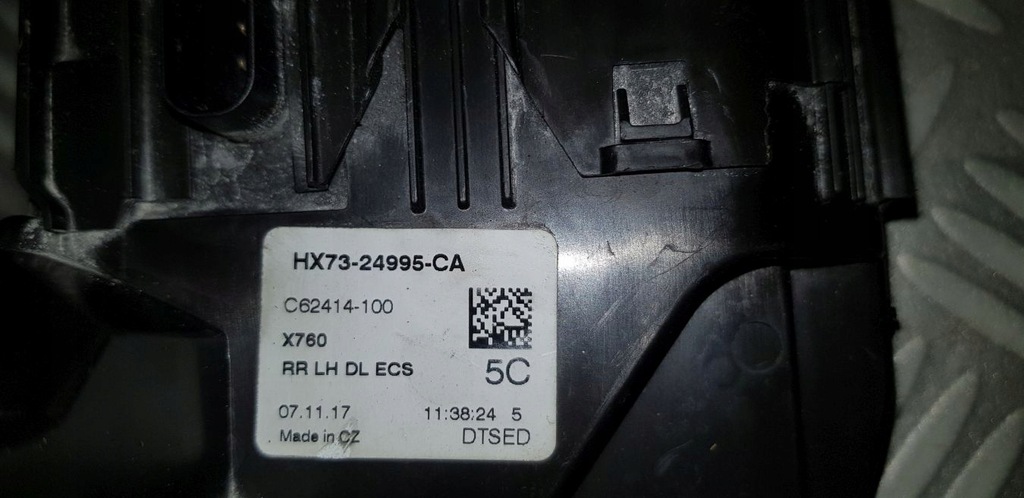 HX73-24995-CA
C62414-100
X760
RR LH DL ECS
5C
07.11.17 11:38:24 5
Made in CZ DTSED